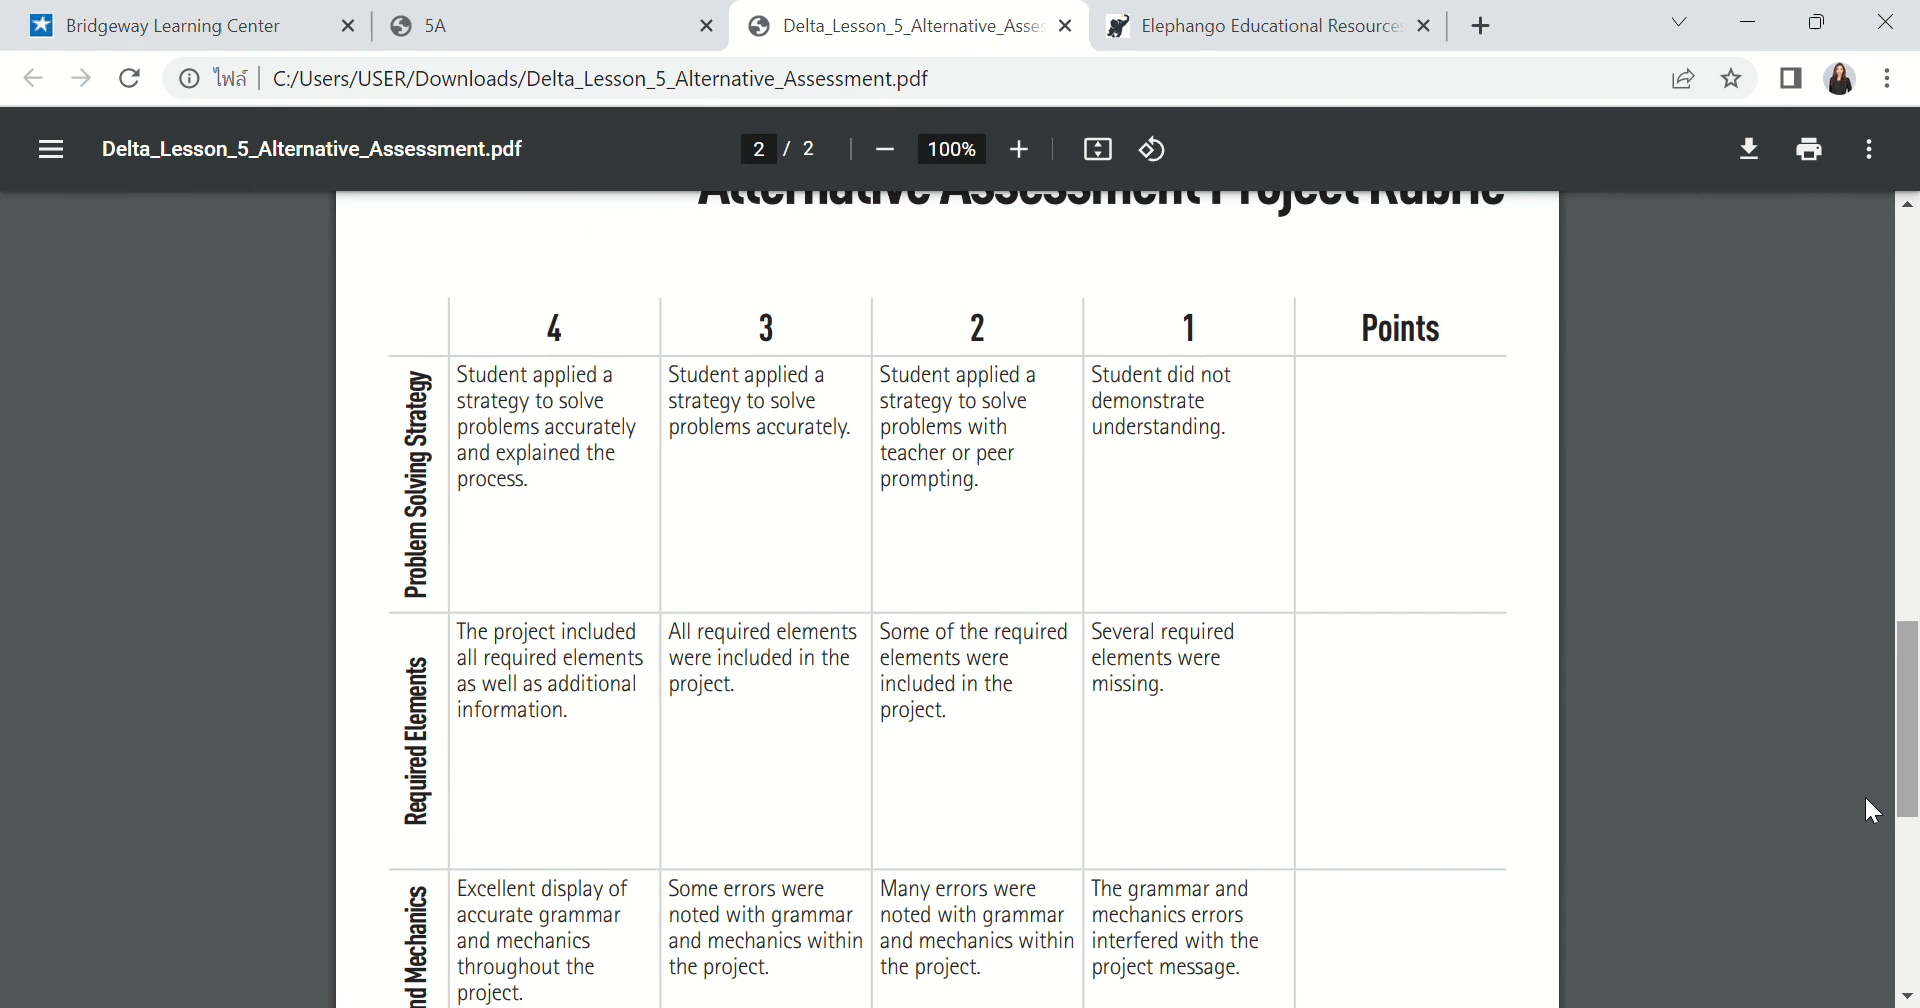 Bridgeway Learning Center
5A
Delta_Lesson_5_Alternative_Asses
Elephango Educational Resource
ไฟล์
C:/Users/USER/Downloads/Delta_Lesson_5_Alternative_Assessment.pdf
Delta_Lesson_5_Alternative_Assessment.pdf
2 / 2
100%
Alternative Assessment Project Rubric
4 3 2 1 Points
Problem Solving Strategy
Student applied a
strategy to solve
problems accurately
and explained the
process.
Student applied a
strategy to solve
problems accurately.
Student applied a
strategy to solve
problems with
teacher or peer
prompting.
Student did not
demonstrate
understanding.
Required Elements
The project included
all required elements
as well as additional
information.
All required elements
were included in the
project.
Some of the required
elements were
included in the
project.
Several required
elements were
missing.
nd Mechanics
Excellent display of
accurate grammar
and mechanics
throughout the
project.
Some errors were
noted with grammar
and mechanics within
the project.
Many errors were
noted with grammar
and mechanics within
the project.
The grammar and
mechanics errors
interfered with the
project message.